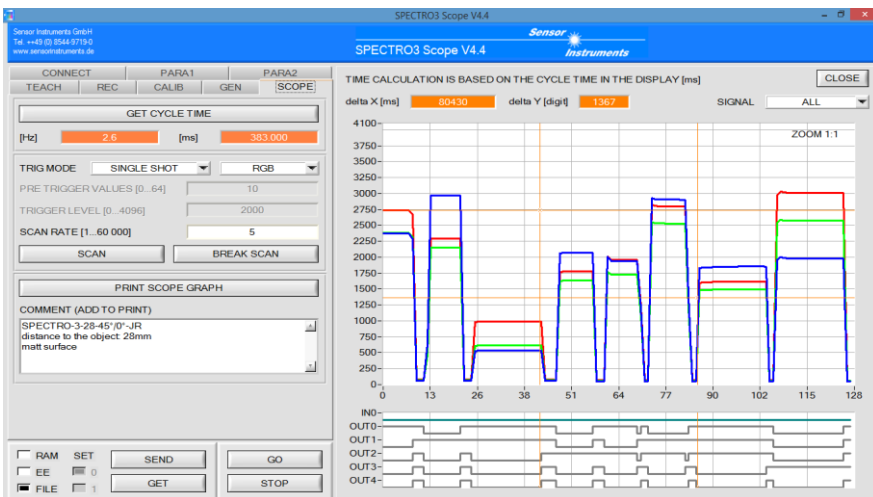 SPECTRO3 Scope V4.4
Sensor Instruments GmbH
Tel. ++49 (0) 8544-9719-0
www.sensorinstruments.de
SPECTRO3 Scope V4.4
Sensor
Instruments
CONNECT PARA1 PARA2
TEACH REC CALIB GEN SCOPE
GET CYCLE TIME
[Hz] 2.6 [ms] 383.000
TRIG MODE SINGLE SHOT RGB
PRE TRIGGER VALUES [0...64] 10
TRIGGER LEVEL [0...4096] 2000
SCAN RATE [1...60 000] 5
SCAN BREAK SCAN
PRINT SCOPE GRAPH
COMMENT (ADD TO PRINT)
SPECTRO-3-28-45°/0°-JR
distance to the object: 28mm
matt surface
RAM SET SEND GO
EE 0
FILE 1 GET STOP
TIME CALCULATION IS BASED ON THE CYCLE TIME IN THE DISPLAY [ms] CLOSE
delta X [ms] 80430 delta Y [digit] 1367 SIGNAL ALL
ZOOM 1:1
4100
3750
3500
3250
3000
2750
2500
2250
2000
1750
1500
1250
1000
750
500
250
0
0 13 26 38 51 64 77 90 102 115 128
IN0
OUT0
OUT1
OUT2
OUT3
OUT4